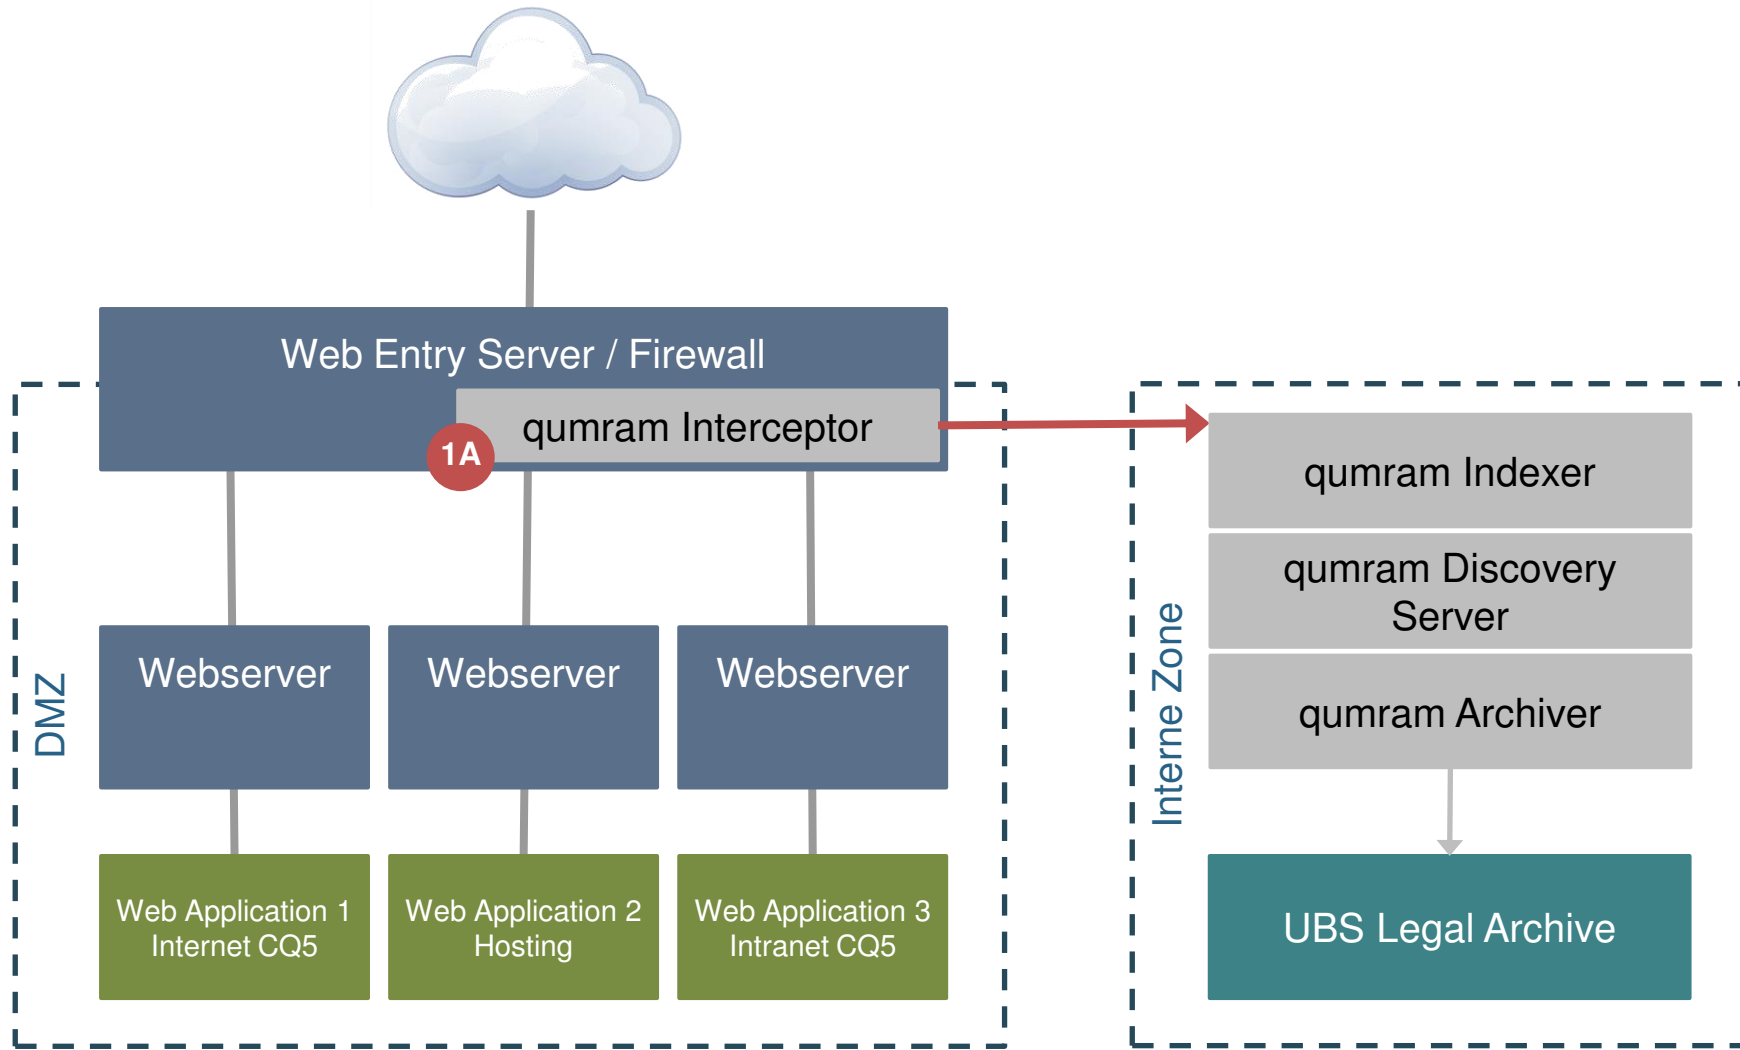 Web Entry Server / Firewall
qumram Interceptor
1A
qumram Indexer
qumram Discovery
Server
qumram Archiver
Webserver
Webserver
Webserver
DMZ
Interne Zone
Web Application 1
Internet CQ5
Web Application 2
Hosting
Web Application 3
Intranet CQ5
UBS Legal Archive